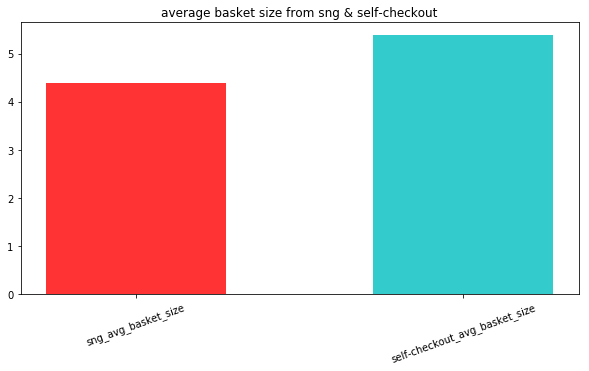 average basket size from sng & self-checkout
5
4
3
2
1
0
sng_avg_basket_size
self-checkout_avg_basket_size